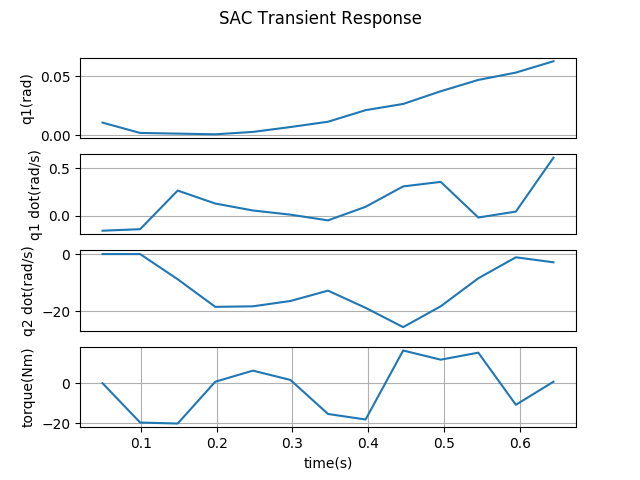 SAC Transient Response
q1(rad)
0.05
0.00
q1 dot(rad/s)
0.5
0.0
q2 dot(rad/s)
0
−20
torque(Nm)
0
−20
0.1 0.2 0.3 0.4 0.5 0.6
time(s)